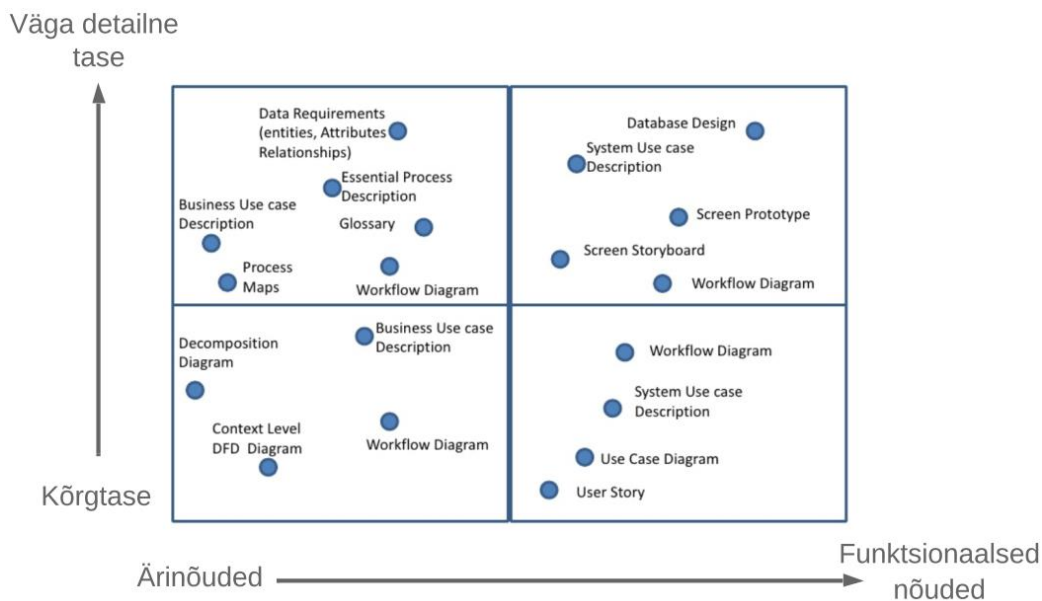 Väga detailne
tase
Data Requirements
(entities, Attributes
Relationships)
Essential Process
Description
Business Use case
Description
Glossary
Process
Maps
Workflow Diagram
Database Design
System Use case
Description
Screen Prototype
Screen Storyboard
Workflow Diagram
Decomposition
Diagram
Business Use case
Description
Context Level
DFD Diagram
Workflow Diagram
Workflow Diagram
System Use case
Description
Use Case Diagram
User Story
Kõrgtase
Ärinõuded
Funktsionaalsed
nõuded